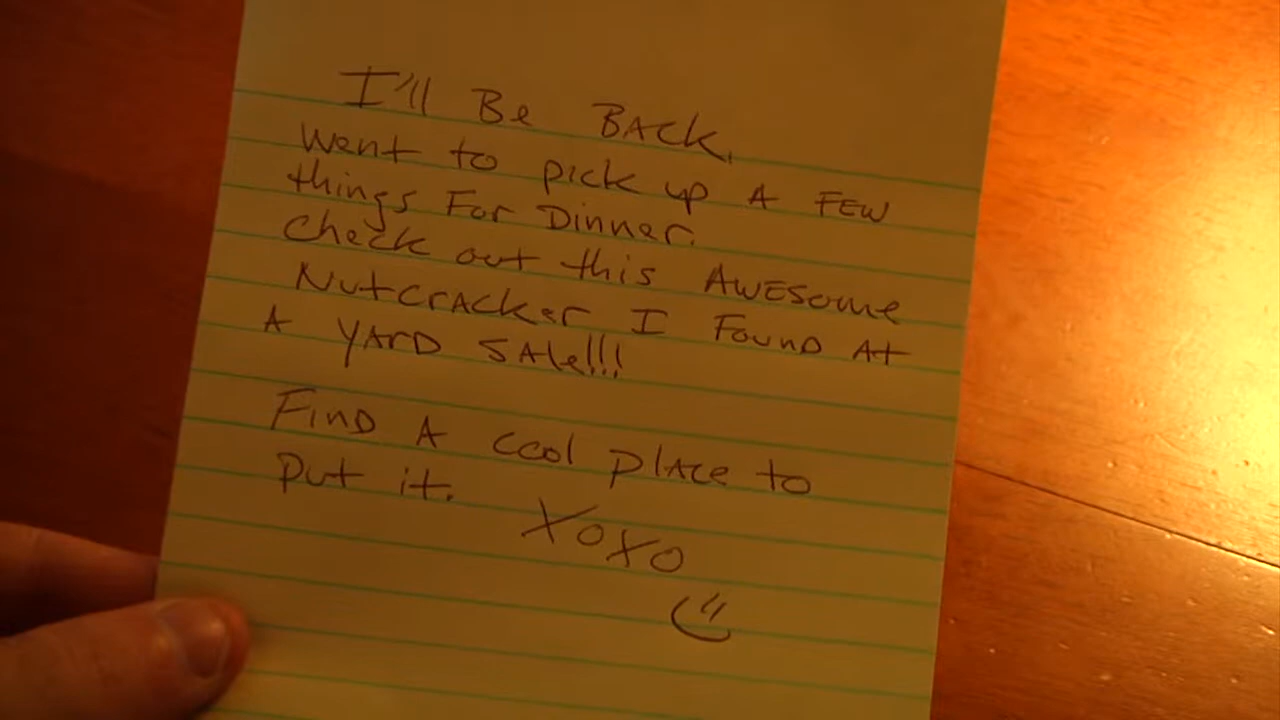 I'll Be BACK.
Went to pick up A FEW
things For Dinner.
Check out this AWESome
NutcrACKer I FounD At
A YARD SAle!!!
FinD A cool plAce to
put it.
XOXO